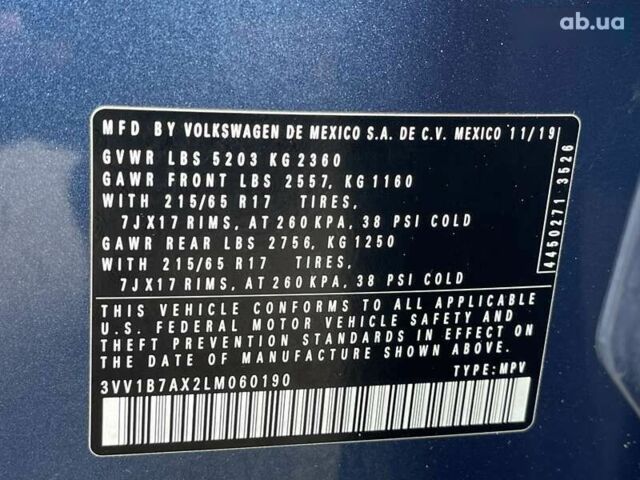 ab.ua
MFD BY VOLKSWAGEN DE MEXICO S.A. DE C.V. MEXICO 11/19
GVWR LBS 5203 KG 2360
GAWR FRONT LBS 2557, KG 1160
WITH 215/65 R17 TIRES,
7JX17 RIMS, AT 260 KPA, 38 PSI COLD
GAWR REAR LBS 2756, KG 1250
WITH 215/65 R17 TIRES,
7JX17 RIMS, AT 260 KPA, 38 PSI COLD
4450271 3526
THIS VEHICLE CONFORMS TO ALL APPLICABLE
U.S. FEDERAL MOTOR VEHICLE SAFETY AND
THEFT PREVENTION STANDARDS IN EFFECT ON
THE DATE OF MANUFACTURE SHOWN ABOVE.
3VV1B7AX2LM060190 TYPE: MPV